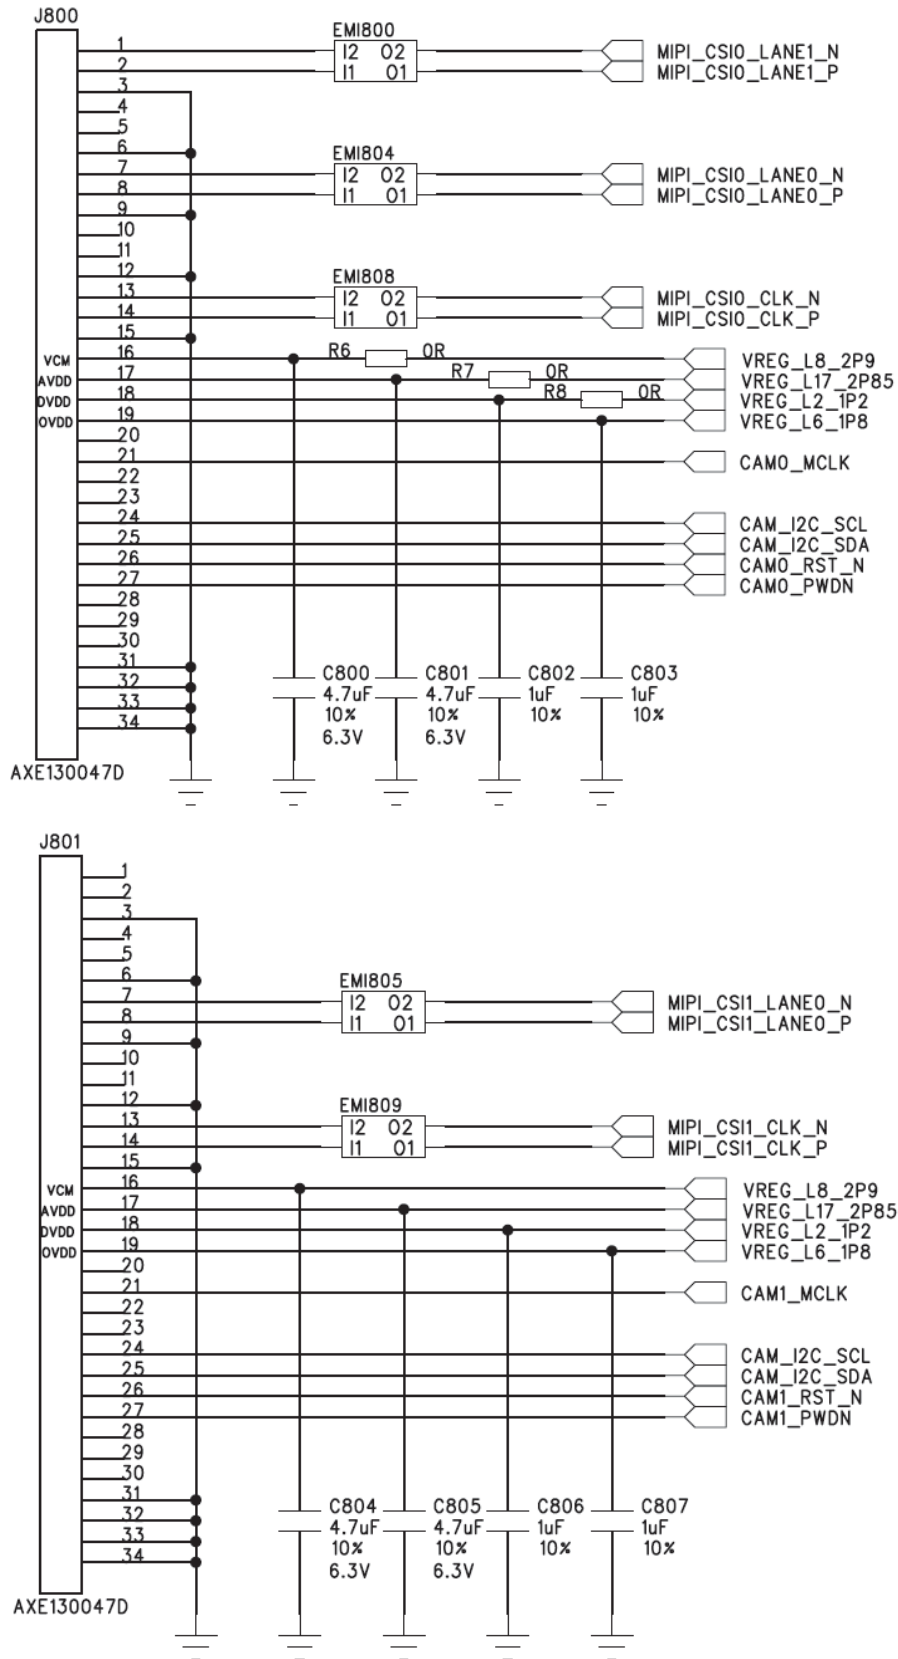 J800
1
EMI800
I2 O2
MIPI_CSI0_LANE1_N
2
I1 O1
MIPI_CSI0_LANE1_P
3
4
5
6
EMI804
7
I2 O2
MIPI_CSI0_LANE0_N
8
I1 O1
MIPI_CSI0_LANE0_P
9
10
11
12
EMI808
13
I2 O2
MIPI_CSI0_CLK_N
14
I1 O1
MIPI_CSI0_CLK_P
15
VCM 16 R6 0R VREG_L8_2P9
AVDD 17 R7 0R VREG_L17_2P85
DVDD 18 R8 0R VREG_L2_1P2
OVDD 19 VREG_L6_1P8
20
21 CAM0_MCLK
22
23
24 CAM_I2C_SCL
25 CAM_I2C_SDA
26 CAM0_RST_N
27 CAM0_PWDN
28
29
30
31 C800 C801 C802 C803
32 4.7uF 4.7uF 1uF 1uF
33 10% 10% 10% 10%
34 6.3V 6.3V
AXE130047D
J801
1
2
3
4
5
6
EMI805
7
I2 O2
MIPI_CSI1_LANE0_N
8
I1 O1
MIPI_CSI1_LANE0_P
9
10
11
12
EMI809
13
I2 O2
MIPI_CSI1_CLK_N
14
I1 O1
MIPI_CSI1_CLK_P
15
VCM 16 VREG_L8_2P9
AVDD 17 VREG_L17_2P85
DVDD 18 VREG_L2_1P2
OVDD 19 VREG_L6_1P8
20
21 CAM1_MCLK
22
23
24 CAM_I2C_SCL
25 CAM_I2C_SDA
26 CAM1_RST_N
27 CAM1_PWDN
28
29
30
31 C804 C805 C806 C807
32 4.7uF 4.7uF 1uF 1uF
33 10% 10% 10% 10%
34 6.3V 6.3V
AXE130047D